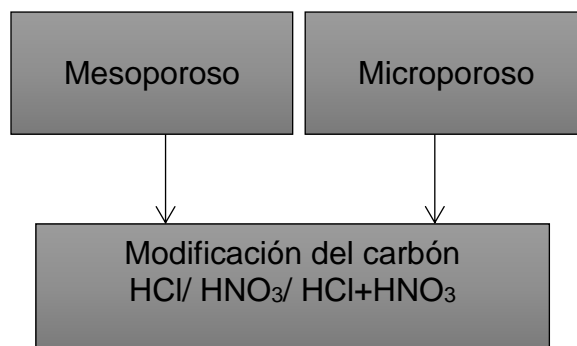 Mesoporoso
Microporoso
Modificación del carbón
HCl/ HNO₃/ HCl+HNO₃